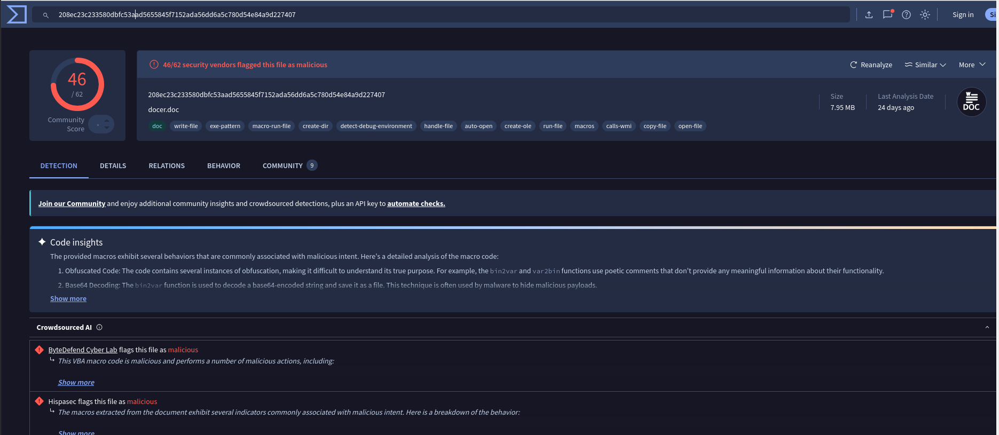 208ec23c233580dbfc53aad5655845f7152ada56dd6a5c780d54e84a9d227407 Sign in Si
46 / 62
Community Score
46/62 security vendors flagged this file as malicious Reanalyze Similar More
208ec23c233580dbfc53aad5655845f7152ada56dd6a5c780d54e84a9d227407
docer.doc
Size
7.95 MB
Last Analysis Date
24 days ago
W
DOC
doc write-file exe-pattern macro-run-file create-dir detect-debug-environment handle-file auto-open create-ole run-file macros calls-wmi copy-file open-file
DETECTION DETAILS RELATIONS BEHAVIOR COMMUNITY 9
Join our Community and enjoy additional community insights and crowdsourced detections, plus an API key to automate checks.
Code insights
The provided macros exhibit several behaviors that are commonly associated with malicious intent. Here's a detailed analysis of the macro code:
1. Obfuscated Code: The code contains several instances of obfuscation, making it difficult to understand its true purpose. For example, the bin2var and var2bin functions use poetic comments that don't provide any meaningful information about their functionality.
2. Base64 Decoding: The bin2var function is used to decode a base64-encoded string and save it as a file. This technique is often used by malware to hide malicious payloads.
Show more
Crowdsourced AI
ByteDefend Cyber Lab flags this file as malicious
This VBA macro code is malicious and performs a number of malicious actions, including:
Show more
Hispasec flags this file as malicious
The macros extracted from the document exhibit several indicators commonly associated with malicious intent. Here is a breakdown of the behavior:
Show more